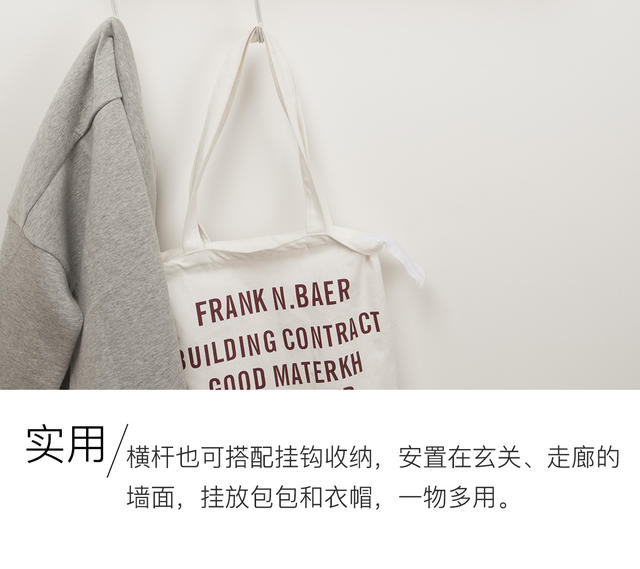 FRANK N.BAER
BUILDING CONTRACT
GOOD MATERKH
实用
横杆也可搭配挂钩收纳，安置在玄关、走廊的
墙面，挂放包包和衣帽，一物多用。